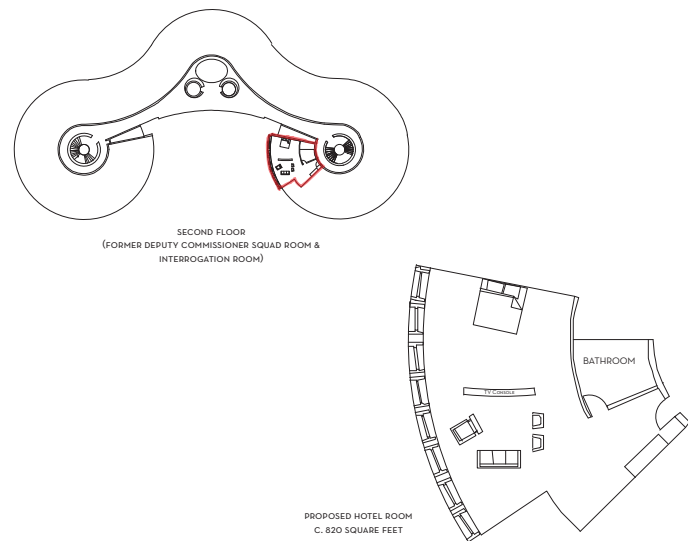 SECOND FLOOR
(FORMER DEPUTY COMMISSIONER SQUAD ROOM &
INTERROGATION ROOM)
BATHROOM
TV CONSOLE
PROPOSED HOTEL ROOM
C. 820 SQUARE FEET